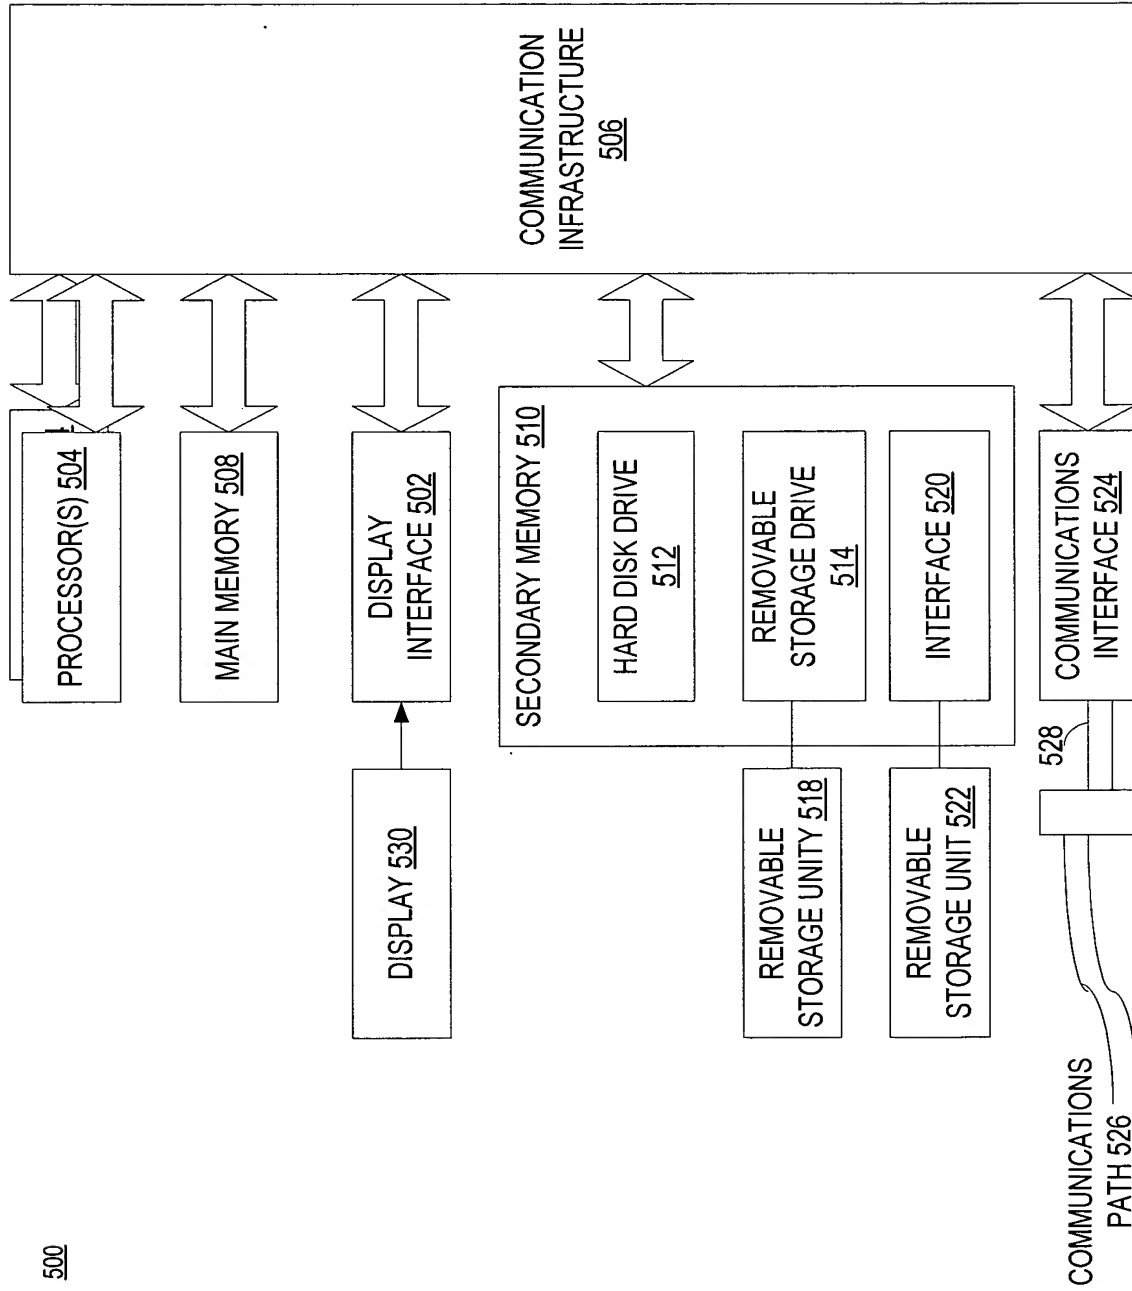 500
PROCESSOR(S) 504
MAIN MEMORY 508
DISPLAY
INTERFACE 502
DISPLAY 530
COMMUNICATION
INFRASTRUCTURE
506
SECONDARY MEMORY 510
HARD DISK DRIVE
512
REMOVABLE
STORAGE DRIVE
514
INTERFACE 520
REMOVABLE
STORAGE UNITY 518
REMOVABLE
STORAGE UNIT 522
COMMUNICATIONS
INTERFACE 524
528
COMMUNICATIONS
PATH 526